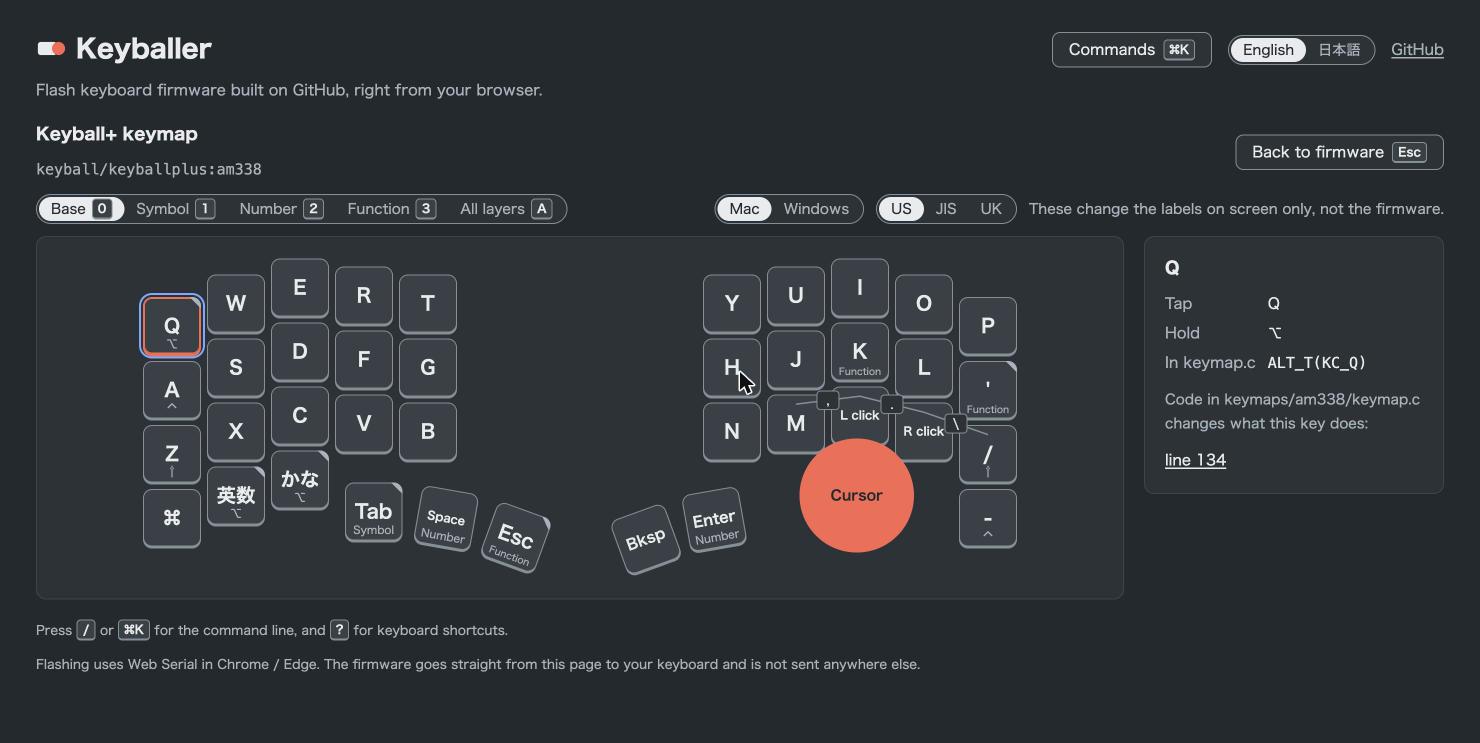 Keyballer
Commands ⌘K English 日本語 GitHub
Flash keyboard firmware built on GitHub, right from your browser.
Keyball+ keymap
keyball/keyballplus:am338
Back to firmware Esc
Base 0 Symbol 1 Number 2 Function 3 All layers A
Mac Windows US JIS UK These change the labels on screen only, not the firmware.
Q ⌥ W E R T
A ^ S D F G
Z ↑ X C V B
⌘ 英数 ⌥ かな ⌥ Tab Symbol Space Number Esc Function
Y U I O P
H J K Function L ' Function
, . \
N M L click R click / ↑
Bksp Enter Number Cursor - ^
Q
Tap Q
Hold ⌥
In keymap.c ALT_T(KC_Q)
Code in keymaps/am338/keymap.c
changes what this key does:
line 134
Press / or ⌘K for the command line, and ? for keyboard shortcuts.
Flashing uses Web Serial in Chrome / Edge. The firmware goes straight from this page to your keyboard and is not sent anywhere else.